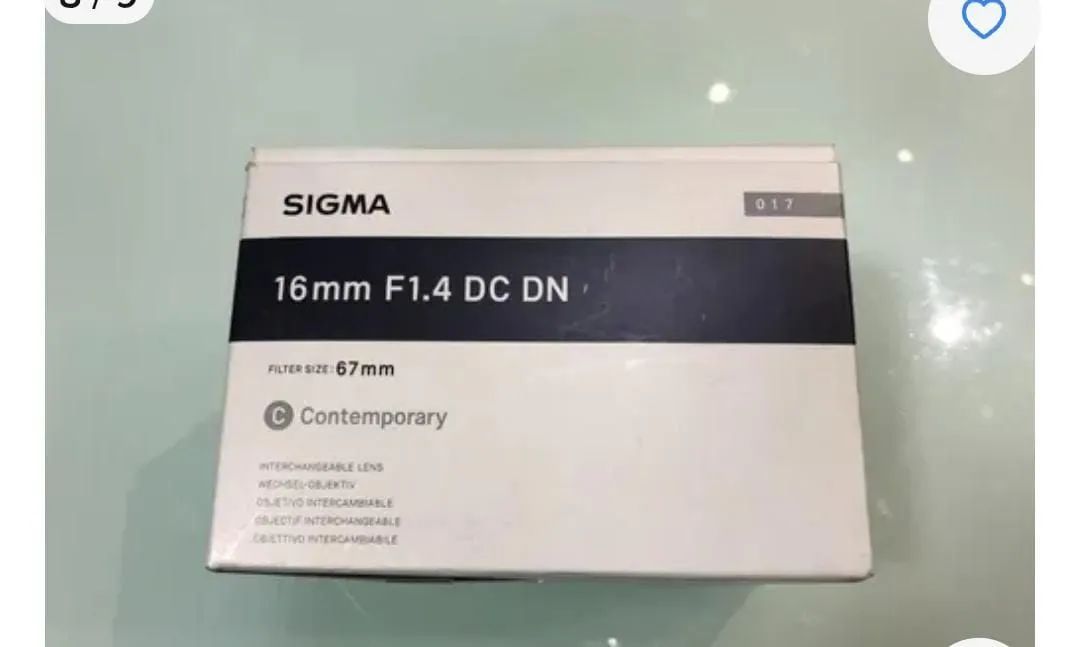 SIGMA
017
16mm F1.4 DC DN
FILTER SIZE: 67mm
C Contemporary
INTERCHANGEABLE LENS
WECHSEL-OBJEKTIV
OBJETIVO INTERCAMBIABLE
OBJECTIF INTERCHANGEABLE
OBIETTIVO INTERCAMBIABILE